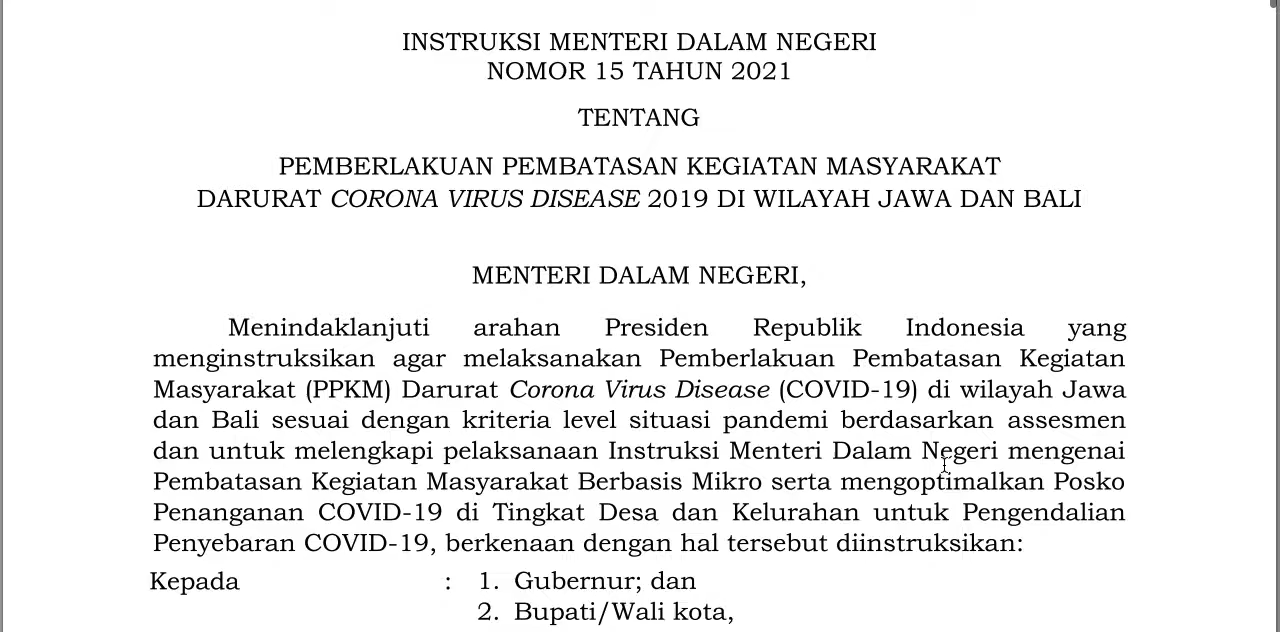 INSTRUKSI MENTERI DALAM NEGERI
NOMOR 15 TAHUN 2021
TENTANG
PEMBERLAKUAN PEMBATASAN KEGIATAN MASYARAKAT
DARURAT CORONA VIRUS DISEASE 2019 DI WILAYAH JAWA DAN BALI
MENTERI DALAM NEGERI,
Menindaklanjuti arahan Presiden Republik Indonesia yang
menginstruksikan agar melaksanakan Pemberlakuan Pembatasan Kegiatan
Masyarakat (PPKM) Darurat Corona Virus Disease (COVID-19) di wilayah Jawa
dan Bali sesuai dengan kriteria level situasi pandemi berdasarkan assesmen
dan untuk melengkapi pelaksanaan Instruksi Menteri Dalam Negeri mengenai
Pembatasan Kegiatan Masyarakat Berbasis Mikro serta mengoptimalkan Posko
Penanganan COVID-19 di Tingkat Desa dan Kelurahan untuk Pengendalian
Penyebaran COVID-19, berkenaan dengan hal tersebut diinstruksikan:
Kepada : 1. Gubernur; dan
2. Bupati/Wali kota,